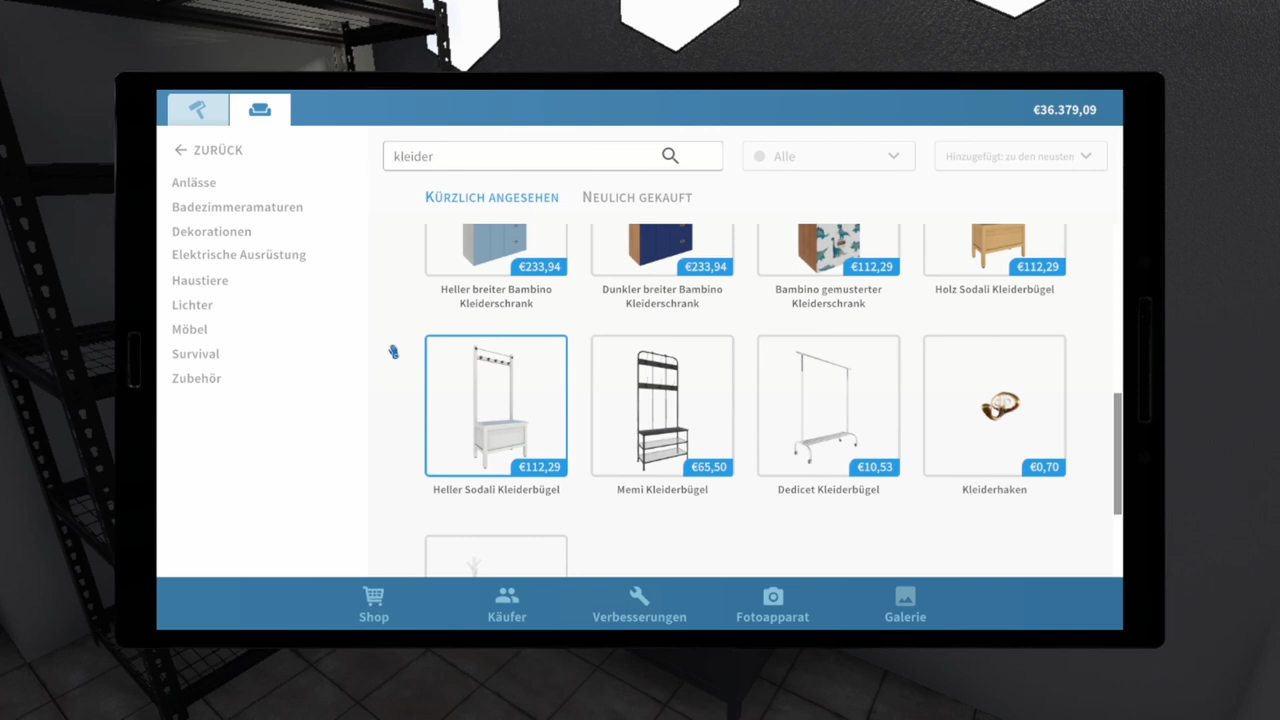 €36.379,09
ZURÜCK
kleider
Alle
Hinzugefügt: zu den neusten
Anlässe
Badezimmeramaturen
Dekorationen
Elektrische Ausrüstung
Haustiere
Lichter
Möbel
Survival
Zubehör
KÜRZLICH ANGESEHEN
NEULICH GEKAUFT
€233,94
€233,94
€112,29
€112,29
Heller breiter Bambino
Kleiderschrank
Dunkler breiter Bambino
Kleiderschrank
Bambino gemusterter
Kleiderschrank
Holz Sodali Kleiderbügel
€112,29
€65,50
€10,53
€0,70
Heller Sodali Kleiderbügel
Memi Kleiderbügel
Dedicet Kleiderbügel
Kleiderhaken
Shop
Käufer
Verbesserungen
Fotoapparat
Galerie